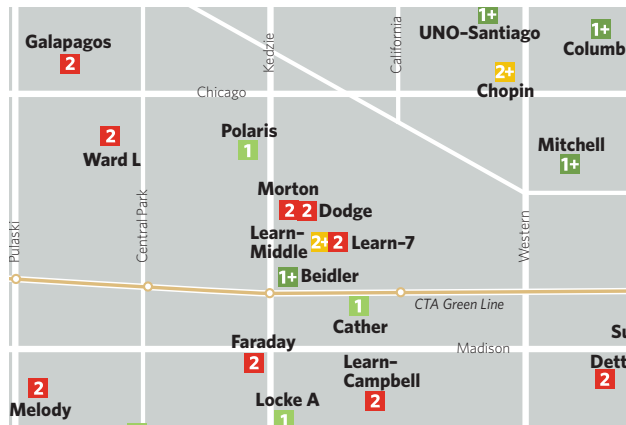 1+
UNO–Santiago
1+
Columb
Galapagos
2
Kedzie
California
2+
Chopin
Chicago
2
Ward L
Polaris
1
Mitchell
1+
Morton
2 2 Dodge
Learn–
Middle
2+ 2 Learn–7
Pulaski
Central Park
Western
1+ Beidler
1
Cather
CTA Green Line
Madison
Su
Faraday
2
Learn–
Campbell
2
Dett
2
2
Melody
Locke A
1